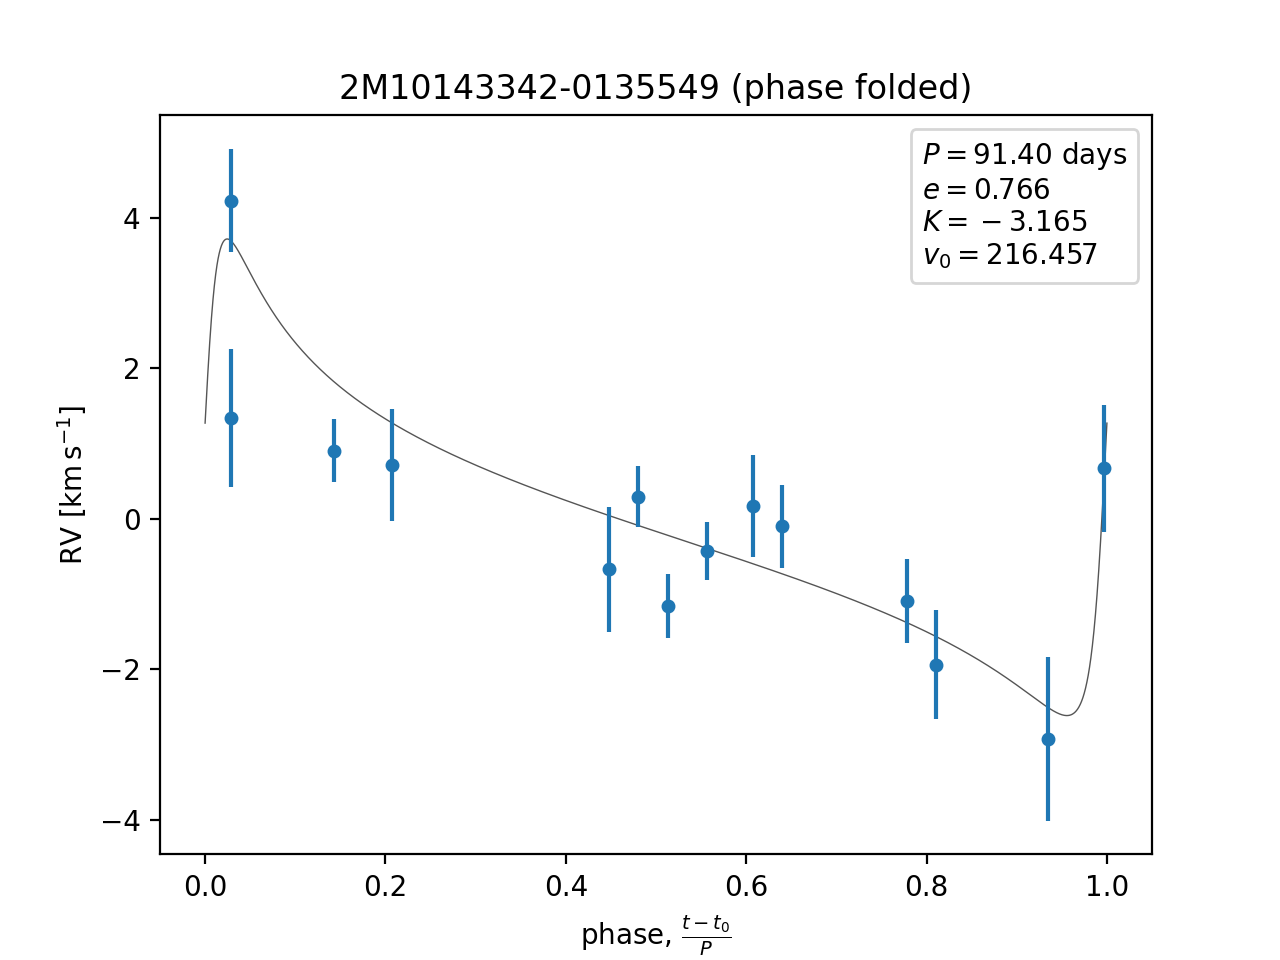 2M10143342-0135549 (phase folded)
P = 91.40 days
e = 0.766
K = −3.165
v₀ = 216.457
RV [km s⁻¹]
4
2
0
−2
−4
0.0 0.2 0.4 0.6 0.8 1.0
phase, (t − t₀)/P